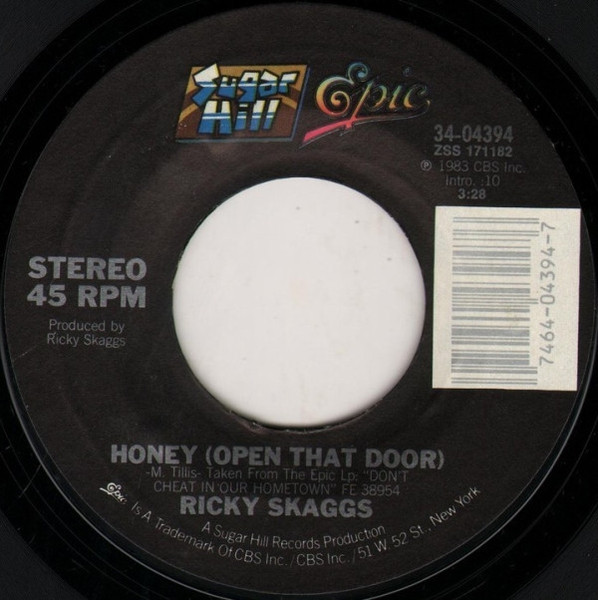 Sugar Hill
Epic
34-04394
ZSS 171182
℗ 1983 CBS Inc.
Intro. :10
3:28
7464-04394-7
STEREO
45 RPM
Produced by
Ricky Skaggs
HONEY (OPEN THAT DOOR)
-M. Tillis- Taken From The Epic Lp: "DON'T
CHEAT IN OUR HOMETOWN" FE 38954
RICKY SKAGGS
A Sugar Hill Records Production
Epic Is A Trademark Of CBS Inc./CBS Inc./51 W. 52 St., New York